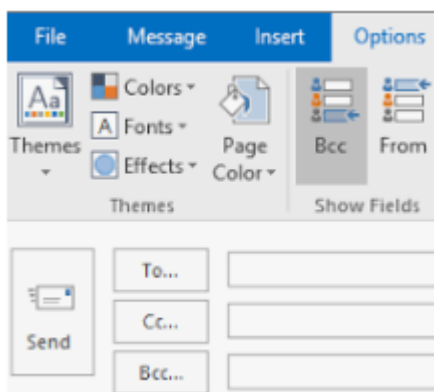 File Message Insert Options
Aa
Colors
A Fonts
Effects
Themes
Page
Color
Bcc
From
Themes
Show Fields
Send
To...
Cc...
Bcc...